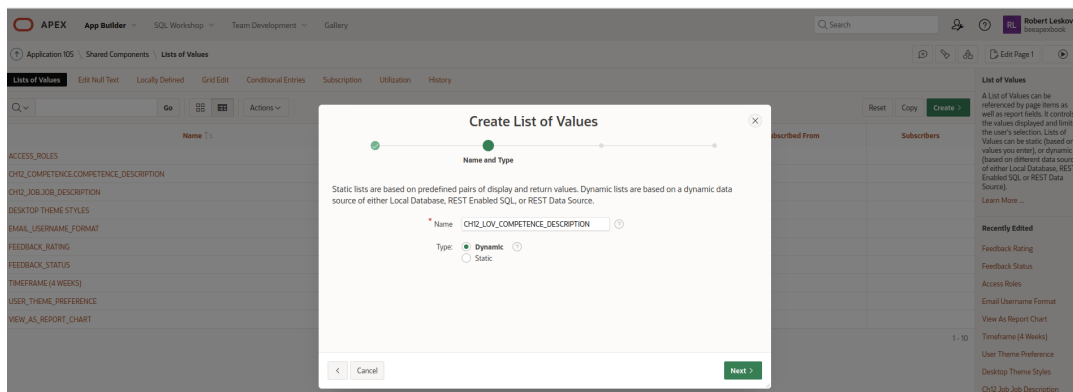 APEX App Builder SQL Workshop Team Development Gallery
Search
RL Robert Leskov
beeapexbook
Application 105 \ Shared Components \ Lists of Values
Edit Page 1
Lists of Values Edit Null Text Locally Defined Grid Edit Conditional Entries Subscription Utilization History
Go Actions
Reset Copy Create >
Name
bscribed From
Subscribers
ACCESS_ROLES
CH12_COMPETENCE.COMPETENCE_DESCRIPTION
CH12_JOB.JOB_DESCRIPTION
DESKTOP THEME STYLES
EMAIL_USERNAME_FORMAT
FEEDBACK_RATING
FEEDBACK_STATUS
TIMEFRAME (4 WEEKS)
USER_THEME_PREFERENCE
VIEW_AS_REPORT_CHART
1 - 10
Create List of Values
Name and Type
Static lists are based on predefined pairs of display and return values. Dynamic lists are based on a dynamic data
source of either Local Database, REST Enabled SQL, or REST Data Source.
* Name CH12_LOV_COMPETENCE_DESCRIPTION
Type: Dynamic
Static
< Cancel
Next >
List of Values
A List of Values can be
referenced by page items as
well as report fields. It controls
the values displayed and limit
the user's selection. Lists of
Values can be static (based on
values you enter), or dynamic
(based on different data sourc
of either Local Database, RES
Enabled SQL or REST Data
Source).
Learn More ...
Recently Edited
Feedback Rating
Feedback Status
Access Roles
Email Username Format
View As Report Chart
Timeframe (4 Weeks)
User Theme Preference
Desktop Theme Styles
Ch12 Job Job Description